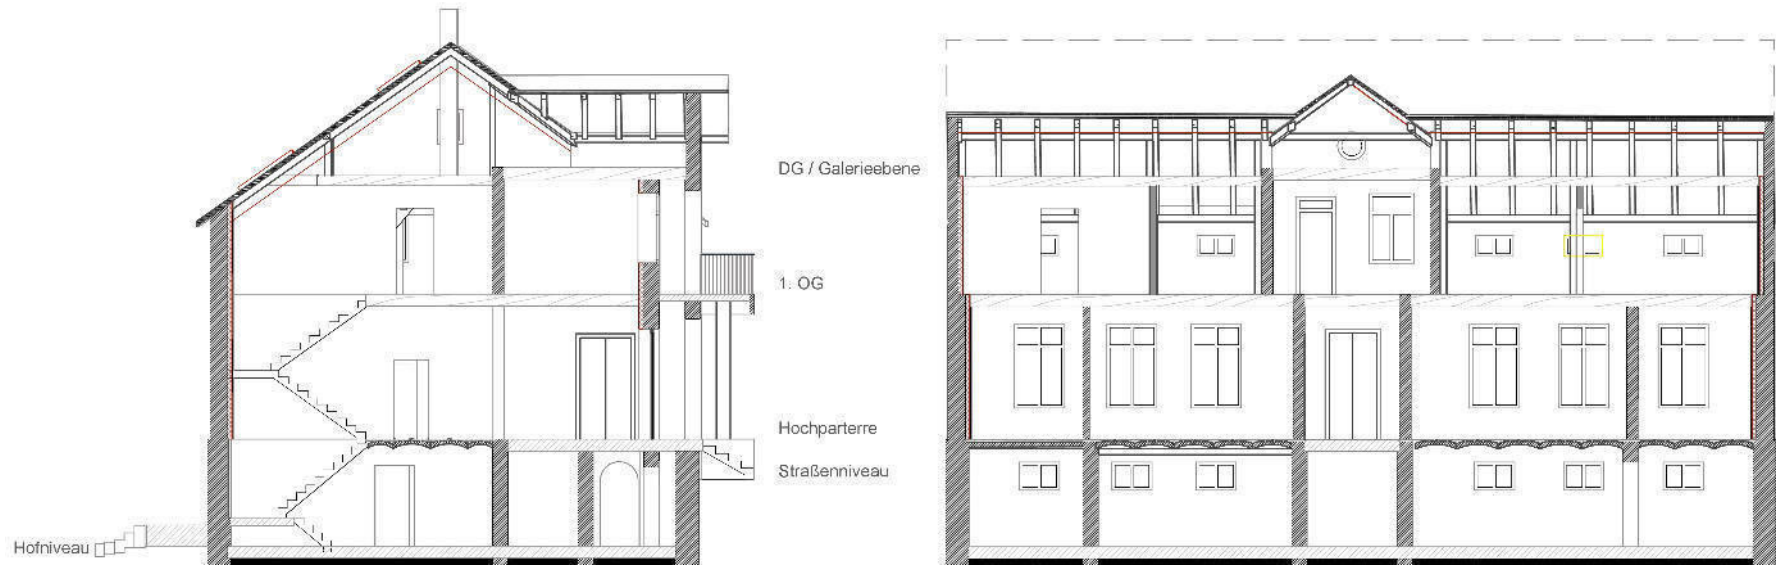 DG / Galerieebene
1. OG
Hochparterre
Straßenniveau
Hofniveau